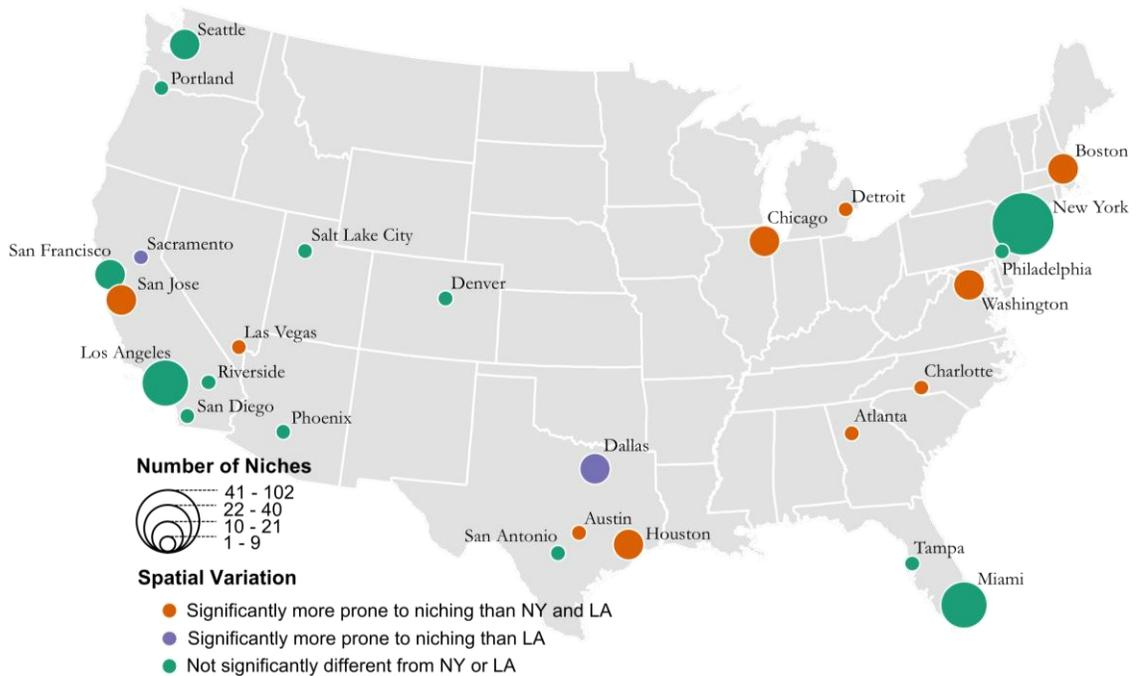 Seattle
Portland
Boston
Detroit
New York
Chicago
Salt Lake City
San Francisco
Sacramento
Philadelphia
San Jose
Denver
Washington
Las Vegas
Los Angeles
Riverside
Charlotte
San Diego
Phoenix
Atlanta
Dallas
Number of Niches
41 - 102
22 - 40
10 - 21
1 - 9
Austin
San Antonio
Houston
Tampa
Miami
Spatial Variation
Significantly more prone to niching than NY and LA
Significantly more prone to niching than LA
Not significantly different from NY or LA